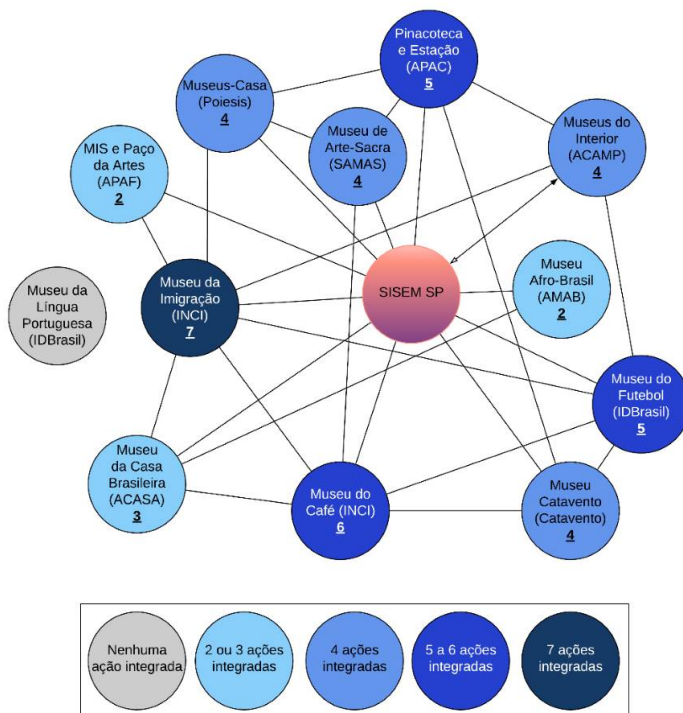 Pinacoteca
e Estação
(APAC)
5
Museus-Casa
(Poiesis)
4
Museu de
Arte-Sacra
(SAMAS)
4
Museus do
Interior
(ACAMP)
4
MIS e Paço
da Artes
(APAF)
2
Museu da
Língua
Portuguesa
(IDBrasil)
Museu da
Imigração
(INCI)
7
SISEM SP
Museu
Afro-Brasil
(AMAB)
2
Museu do
Futebol
(IDBrasil)
5
Museu
da Casa
Brasileira
(ACASA)
3
Museu do
Café (INCI)
6
Museu
Catavento
(Catavento)
4
Nenhuma
ação integrada
2 ou 3 ações
integradas
4 ações
integradas
5 a 6 ações
integradas
7 ações
integradas